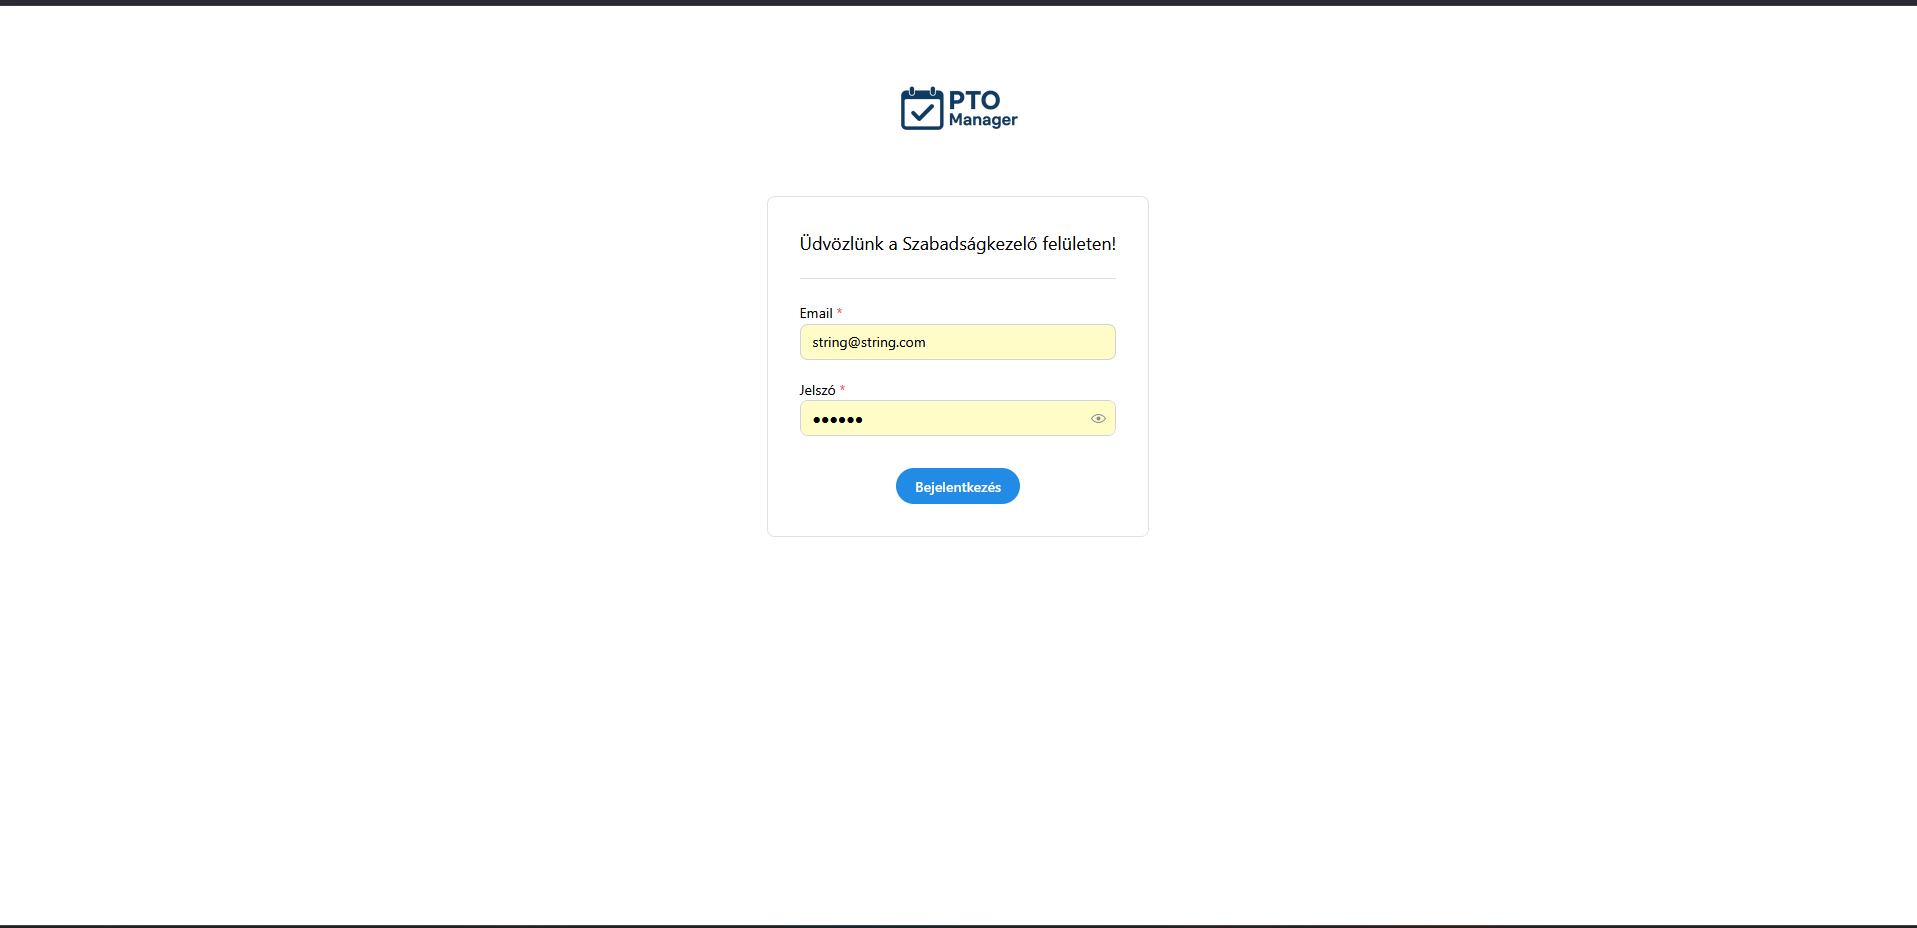 PTO
Manager
Üdvözlünk a Szabadságkezelő felületen!
Email *
string@string.com
Jelszó *
●●●●●●
Bejelentkezés